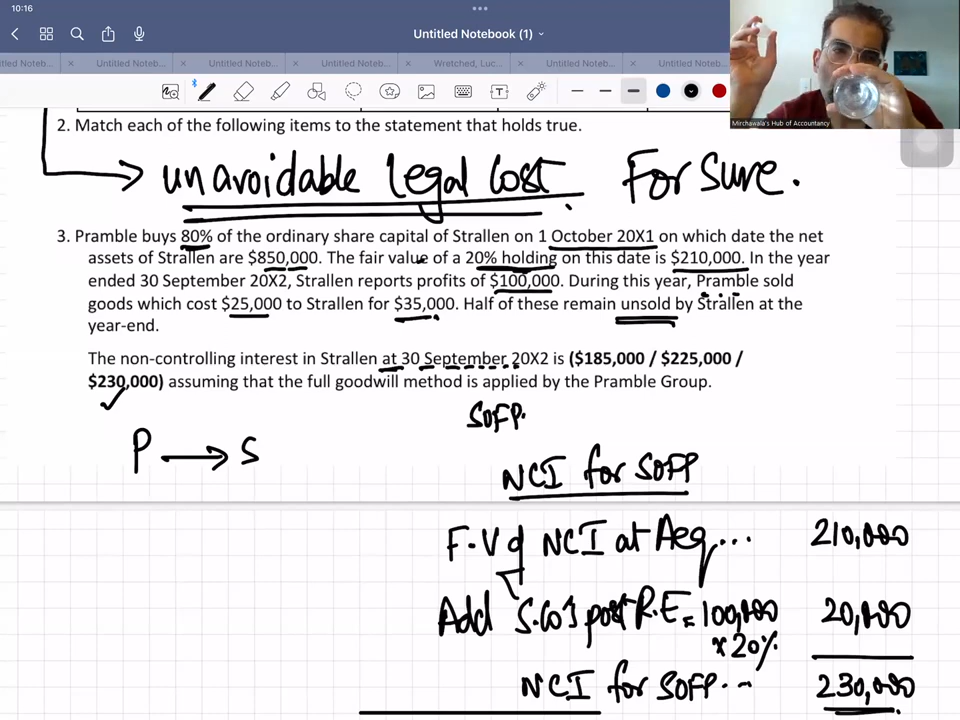 10:16
Untitled Notebook (1)
ntitled Noteb...
Untitled Noteb...
Untitled Noteb...
Untitled Noteb...
Wretched, Luc...
Untitled Noteb...
Untitled Noteb...
Mirchawala's Hub of Accountancy
2. Match each of the following items to the statement that holds true.
unavoidable legal cost. For sure.
3. Pramble buys 80% of the ordinary share capital of Strallen on 1 October 20X1 on which date the net
assets of Strallen are $850,000. The fair value of a 20% holding on this date is $210,000. In the year
ended 30 September 20X2, Strallen reports profits of $100,000. During this year, Pramble sold
goods which cost $25,000 to Strallen for $35,000. Half of these remain unsold by Strallen at the
year-end.
The non-controlling interest in Strallen at 30 September 20X2 is ($185,000 / $225,000 /
$230,000) assuming that the full goodwill method is applied by the Pramble Group.
SOFP.
P → S
NCI for SOFP
F.V of NCI at Acq... 210,000
Add S.Co's post R.E = 100,000 20,000
x 20%
NCI for SOFP... 230,000